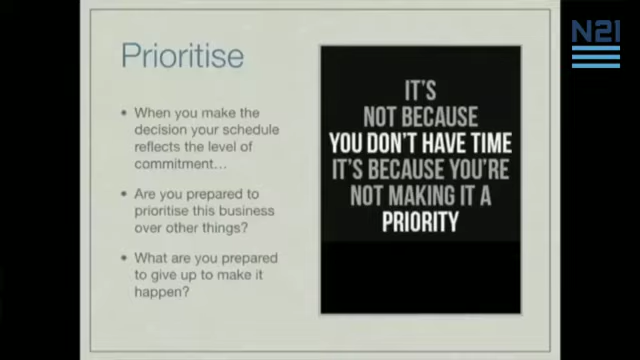 N21
Prioritise
• When you make the
decision your schedule
reflects the level of
commitment...
• Are you prepared to
prioritise this business
over other things?
• What are you prepared
to give up to make it
happen?
IT'S
NOT BECAUSE
YOU DON'T HAVE TIME
IT'S BECAUSE YOU'RE
NOT MAKING IT A
PRIORITY